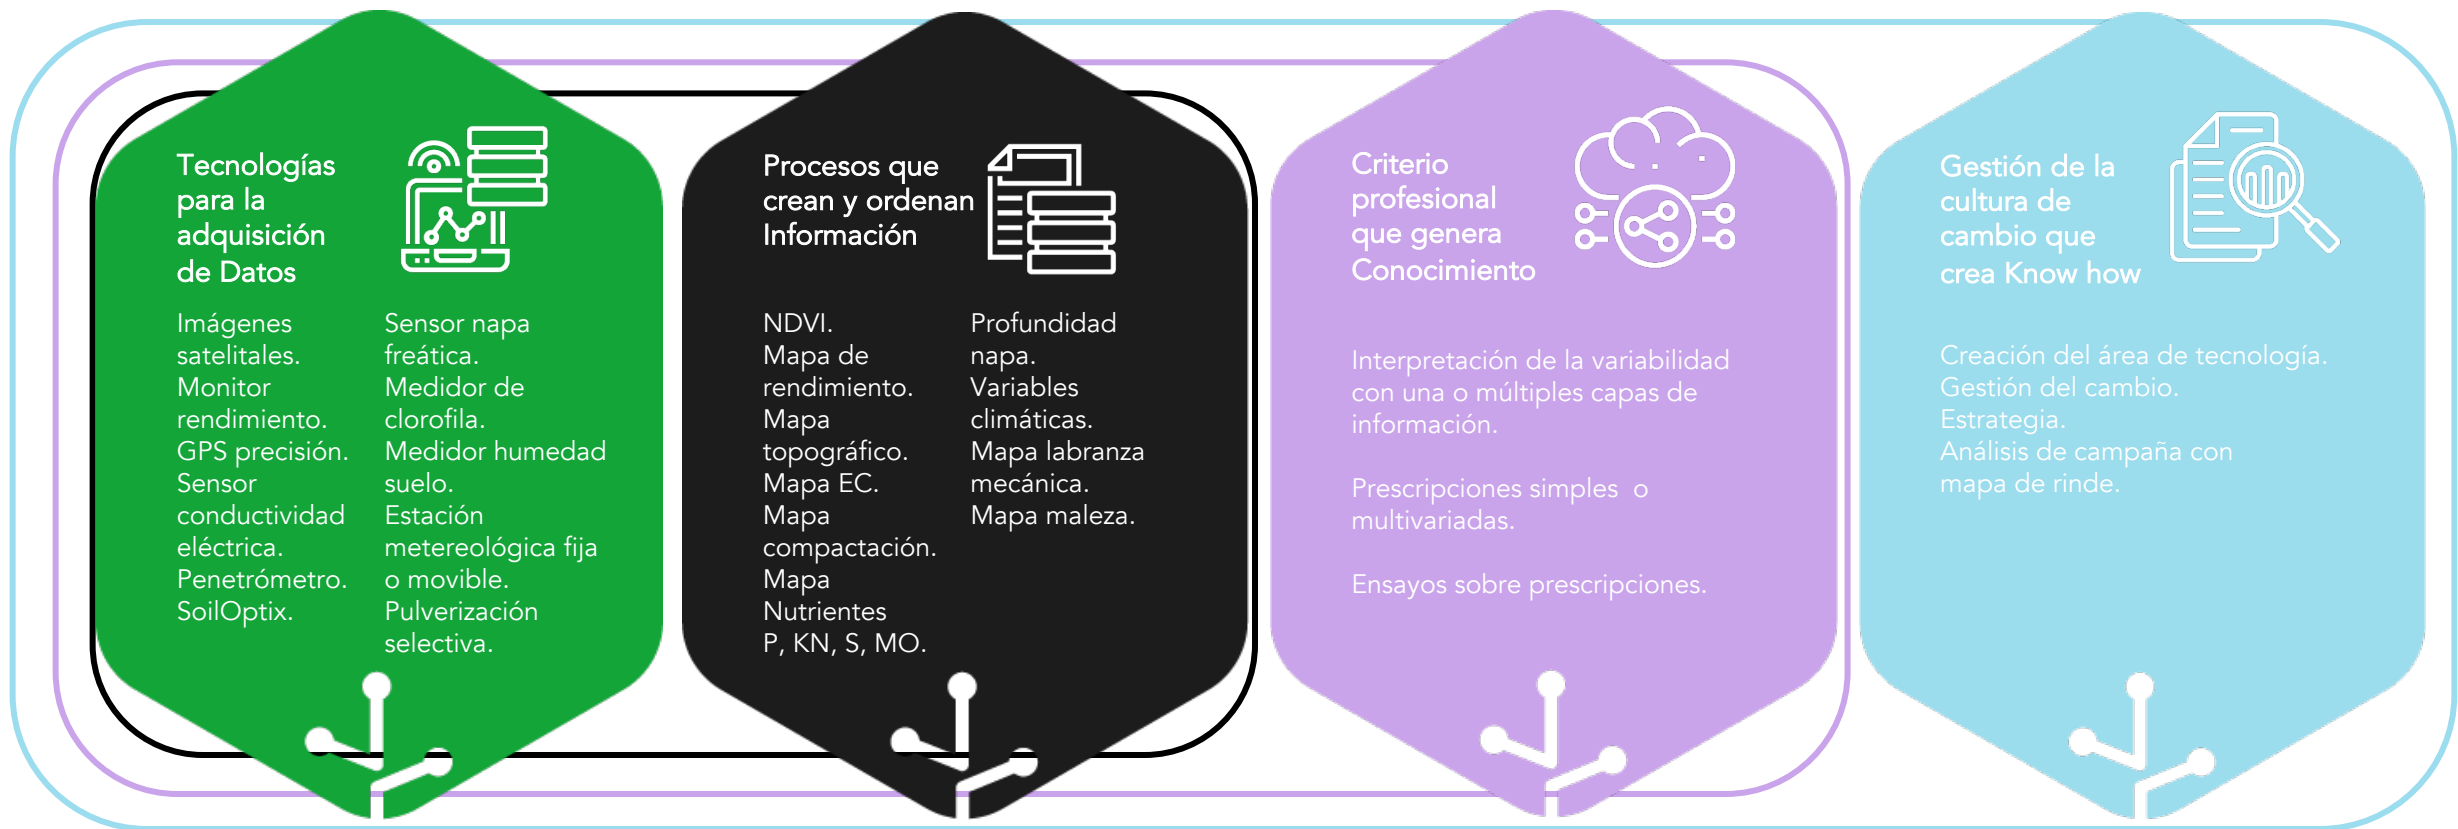 Tecnologías
para la
adquisición
de Datos
Imágenes
satelitales.
Monitor
rendimiento.
GPS precisión.
Sensor
conductividad
eléctrica.
Penetrómetro.
SoilOptix.
Sensor napa
freática.
Medidor de
clorofila.
Medidor humedad
suelo.
Estación
metereológica fija
o movible.
Pulverización
selectiva.
Procesos que
crean y ordenan
Información
NDVI.
Mapa de
rendimiento.
Mapa
topográfico.
Mapa EC.
Mapa
compactación.
Mapa
Nutrientes
P, KN, S, MO.
Profundidad
napa.
Variables
climáticas.
Mapa labranza
mecánica.
Mapa maleza.
Criterio
profesional
que genera
Conocimiento
Interpretación de la variabilidad
con una o múltiples capas de
información.
Prescripciones simples  o
multivariadas.
Ensayos sobre prescripciones.
Gestión de la
cultura de
cambio que
crea Know how
Creación del área de tecnología.
Gestión del cambio.
Estrategia.
Análisis de campaña con
mapa de rinde.